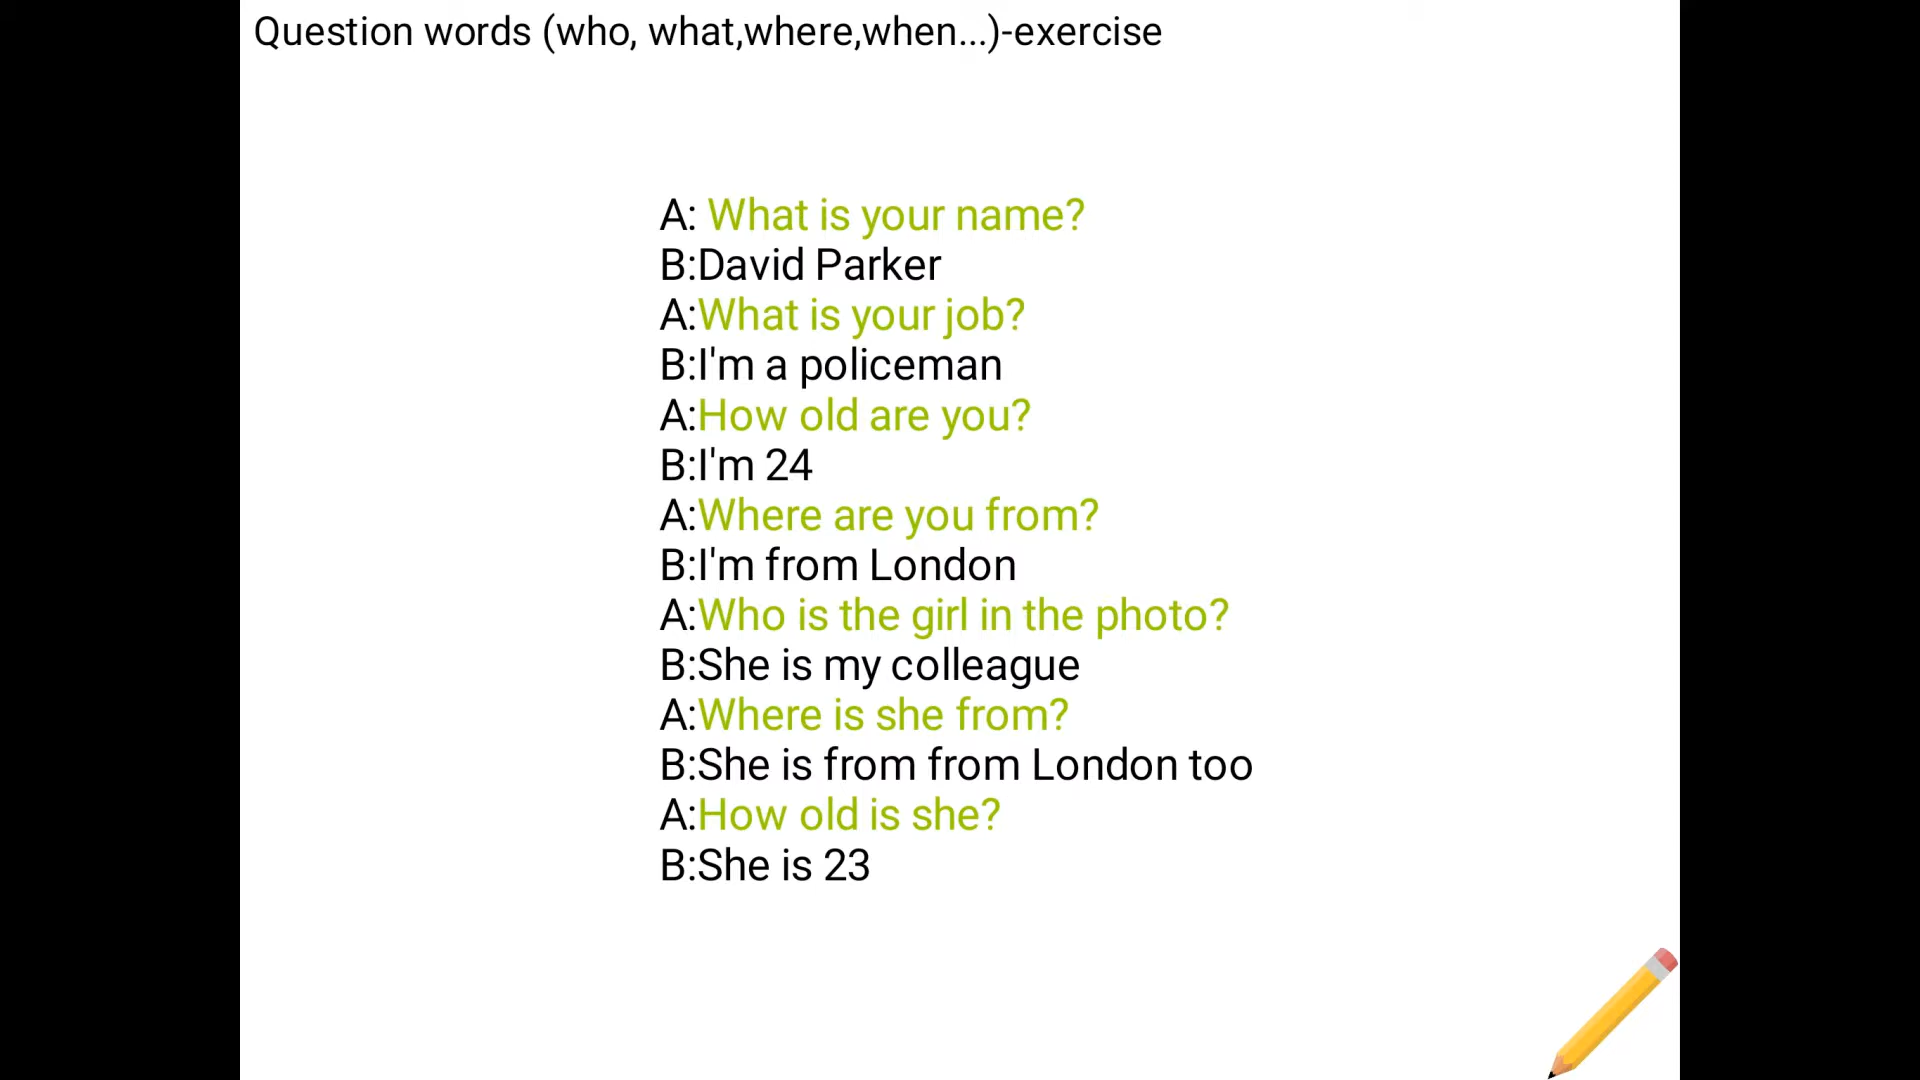 Question words (who, what,where,when...)-exercise
A: What is your name?
B:David Parker
A:What is your job?
B:I'm a policeman
A:How old are you?
B:I'm 24
A:Where are you from?
B:I'm from London
A:Who is the girl in the photo?
B:She is my colleague
A:Where is she from?
B:She is from from London too
A:How old is she?
B:She is 23